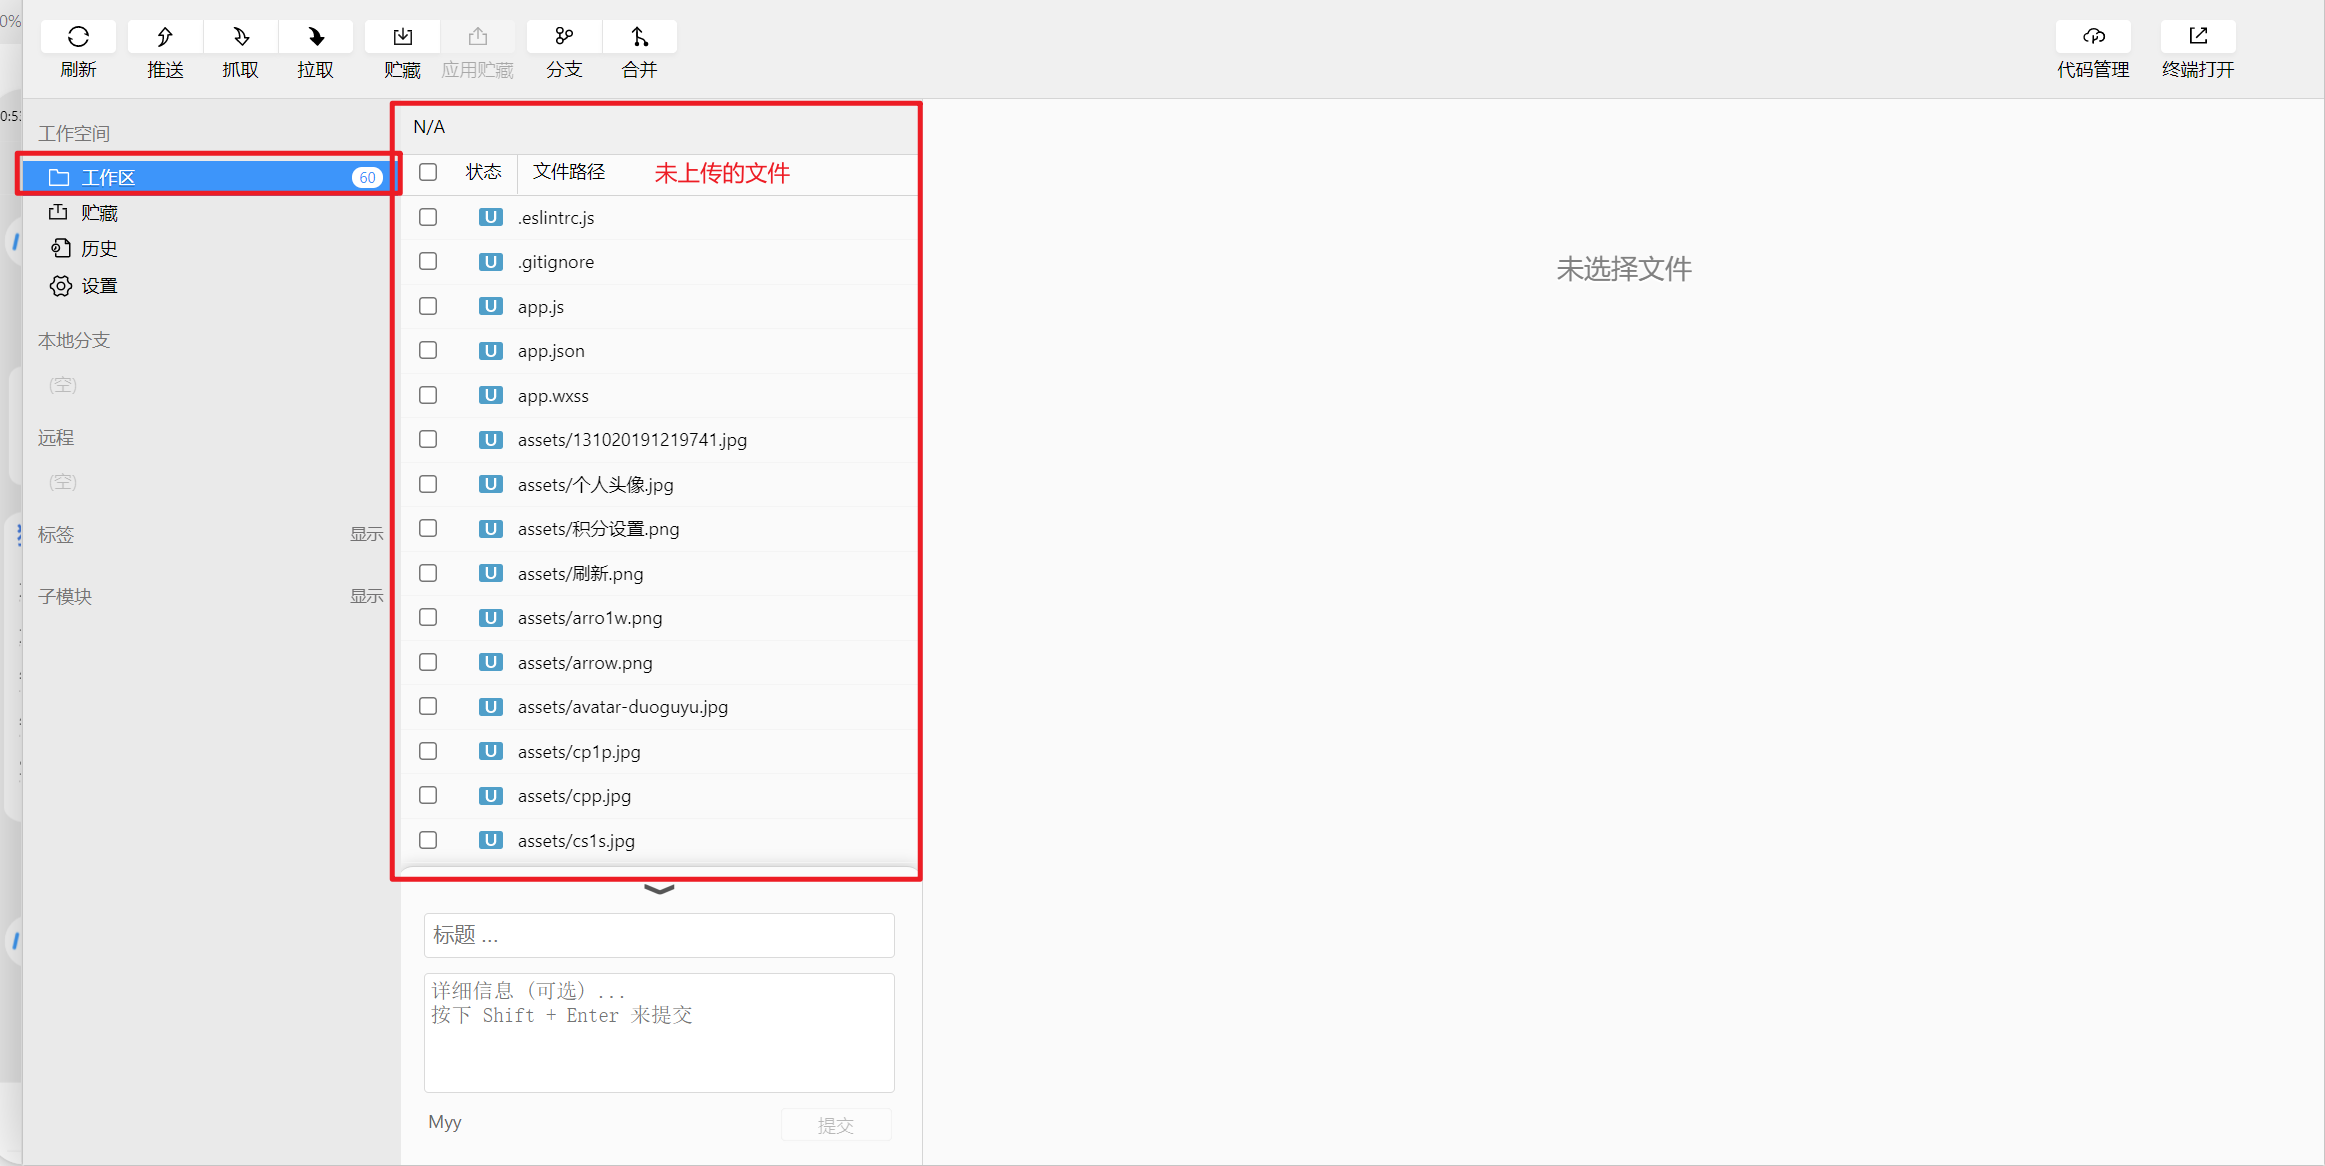 0%
刷新 推送 抓取 拉取 贮藏 应用贮藏 分支 合并 代码管理 终端打开
工作空间
工作区 60
贮藏
历史
设置
本地分支
(空)
远程
(空)
标签 显示
子模块 显示
N/A
状态 文件路径 未上传的文件
U .eslintrc.js
U .gitignore
U app.js
U app.json
U app.wxss
U assets/131020191219741.jpg
U assets/个人头像.jpg
U assets/积分设置.png
U assets/刷新.png
U assets/arro1w.png
U assets/arrow.png
U assets/avatar-duoguyu.jpg
U assets/cp1p.jpg
U assets/cpp.jpg
U assets/cs1s.jpg
标题 ...
详细信息 (可选) ...
按下 Shift + Enter 来提交
Myy 提交
未选择文件